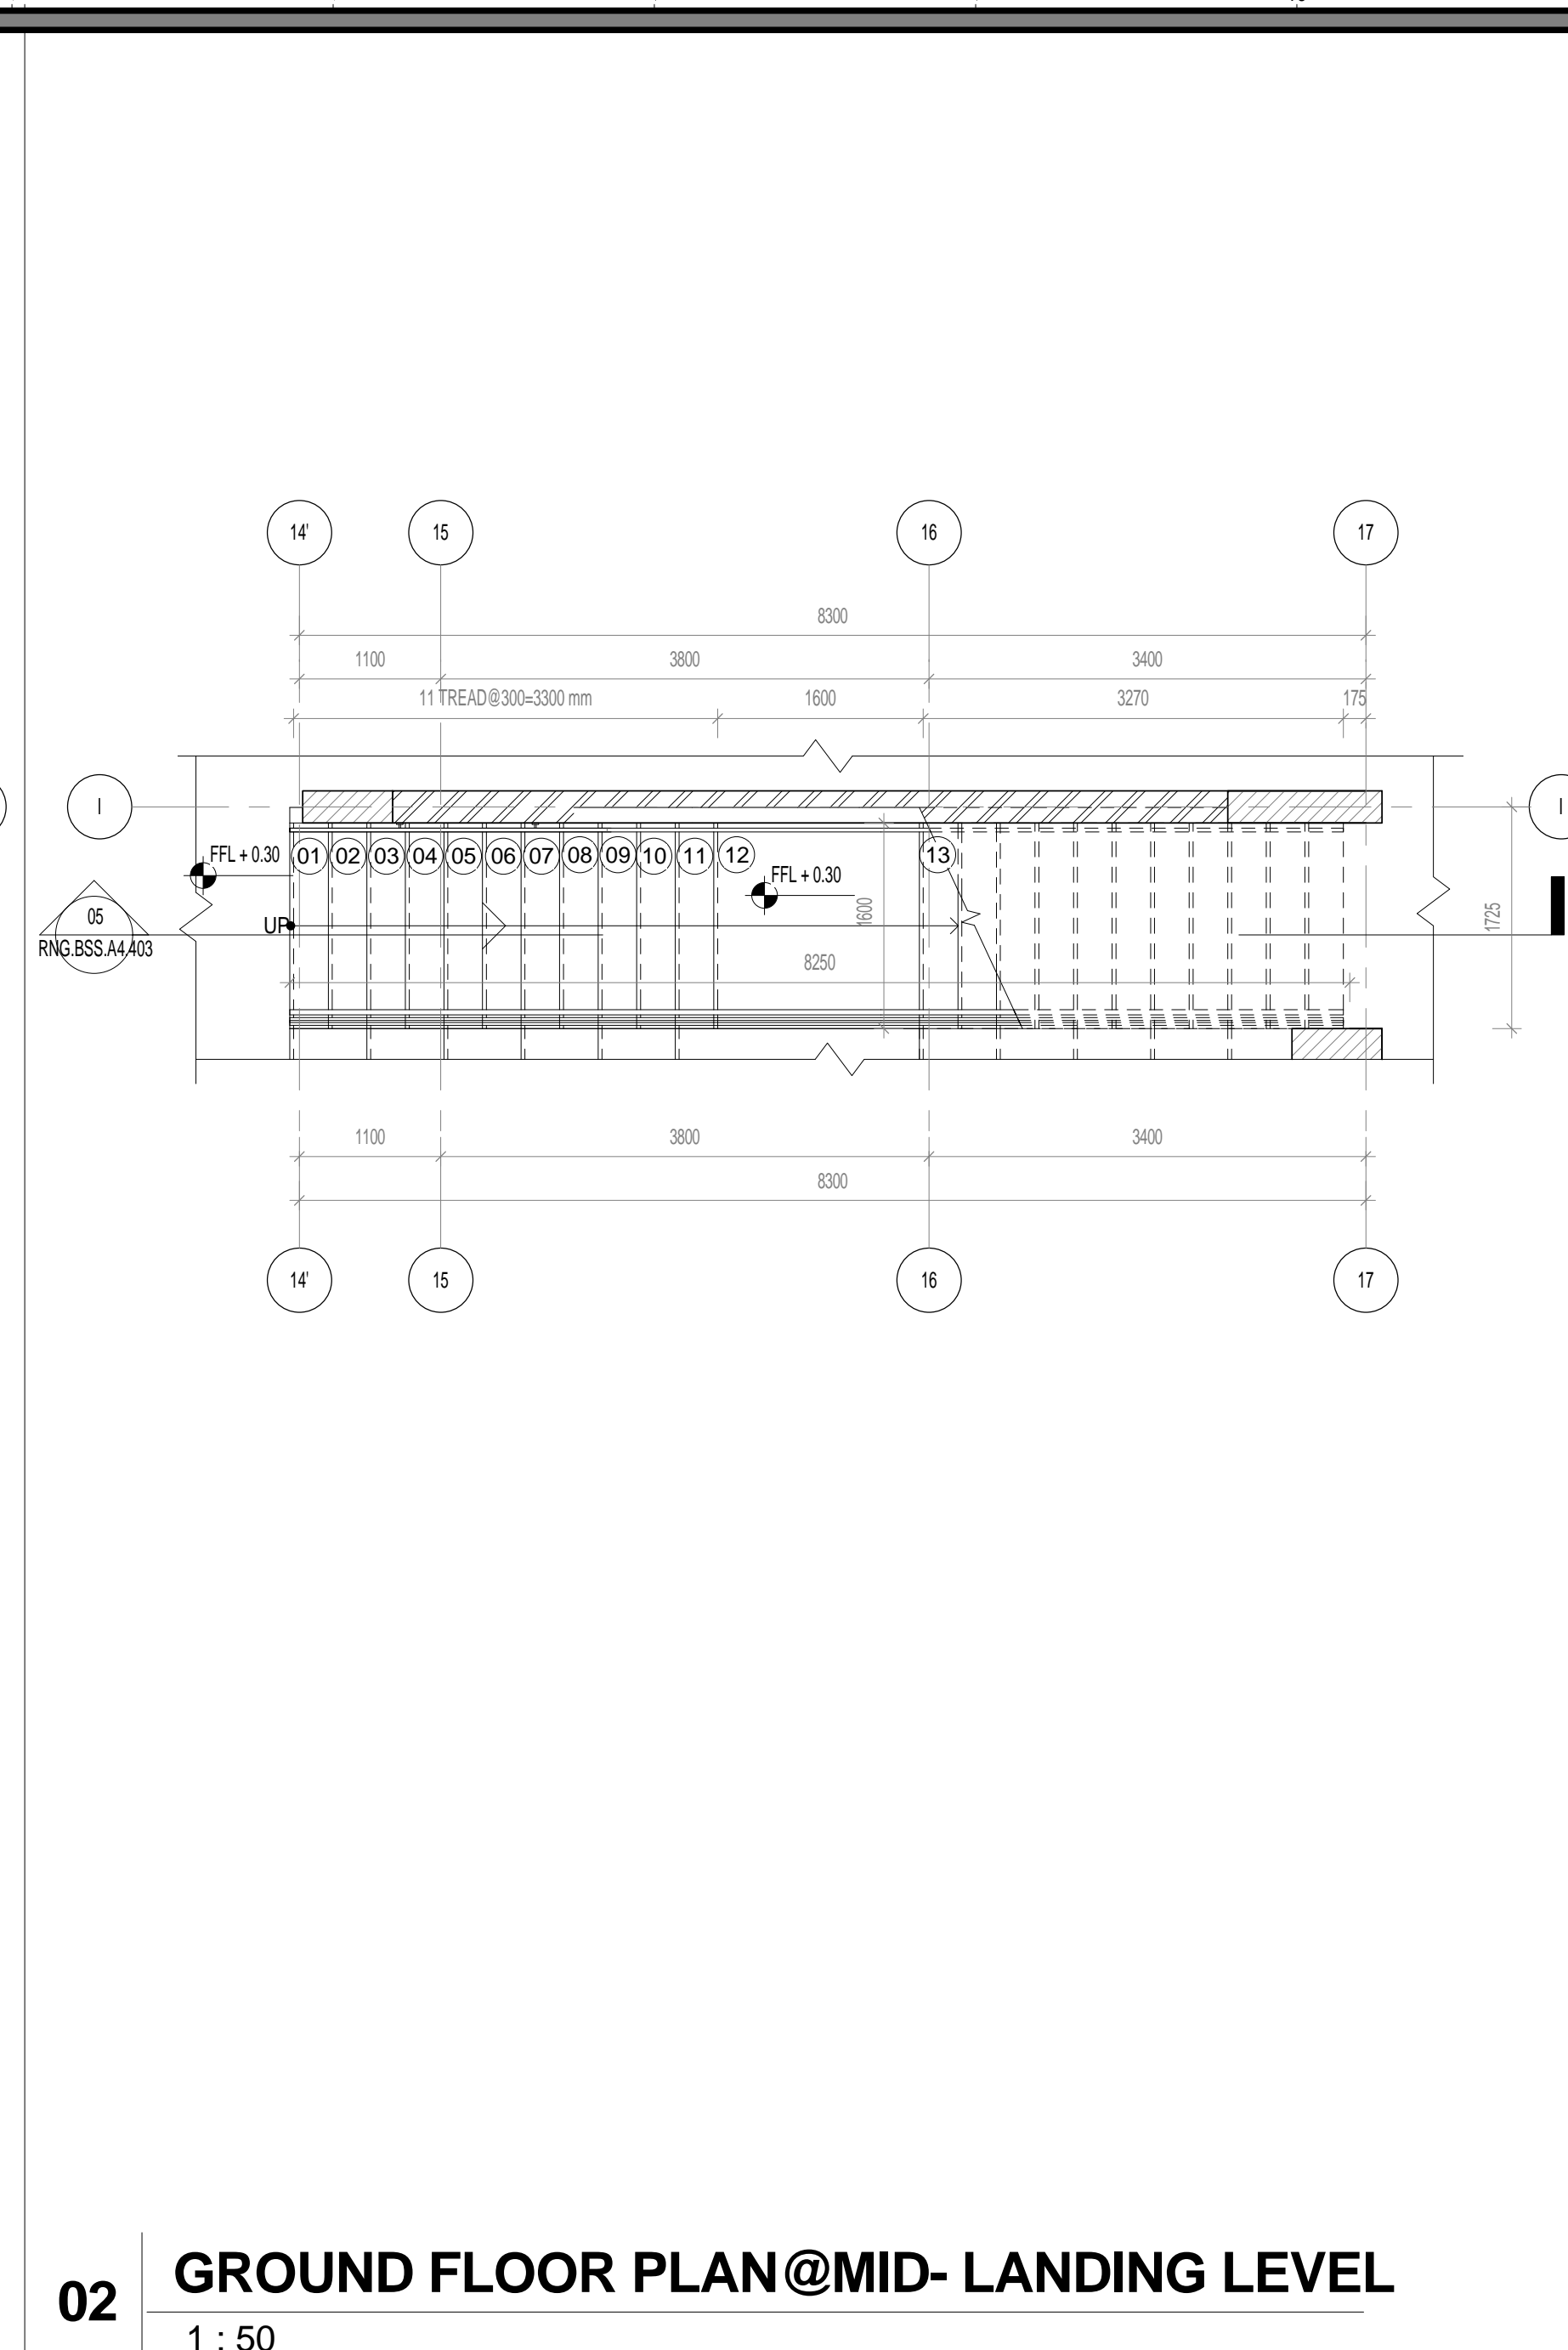 14' 15 16 17
8300
1100 3800 3400
11 TREAD@300=3300 mm 1600 3270 175
I I
FFL + 0.30 01 02 03 04 05 06 07 08 09 10 11 12 13
FFL + 0.30
05
UP
1600
1725
RNG.BSS.A4.403
8250
1100 3800 3400
8300
14' 15 16 17
02
GROUND FLOOR PLAN@MID- LANDING LEVEL
1 : 50